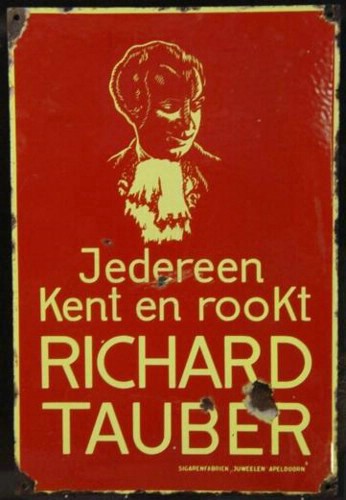 Jedereen
Kent en rooKt
RICHARD
TAUBER
SIGARENFABRIEK „JUWEELEN” APELDOORN